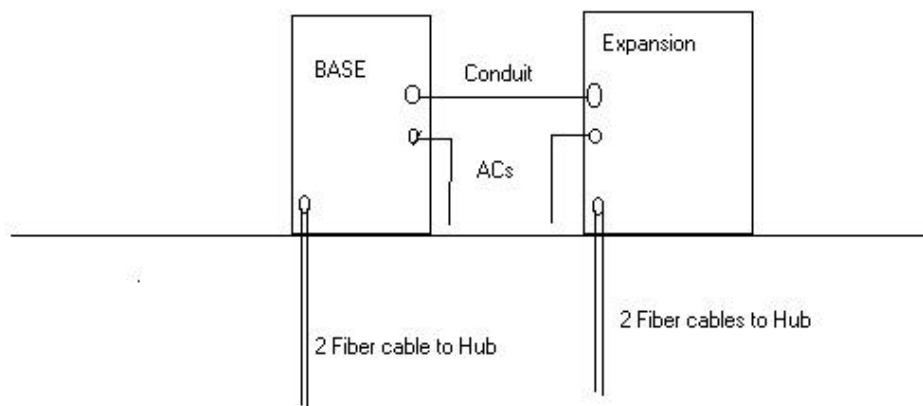 BASE
Conduit
Expansion
ACs
2 Fiber cable to Hub
2 Fiber cables to Hub